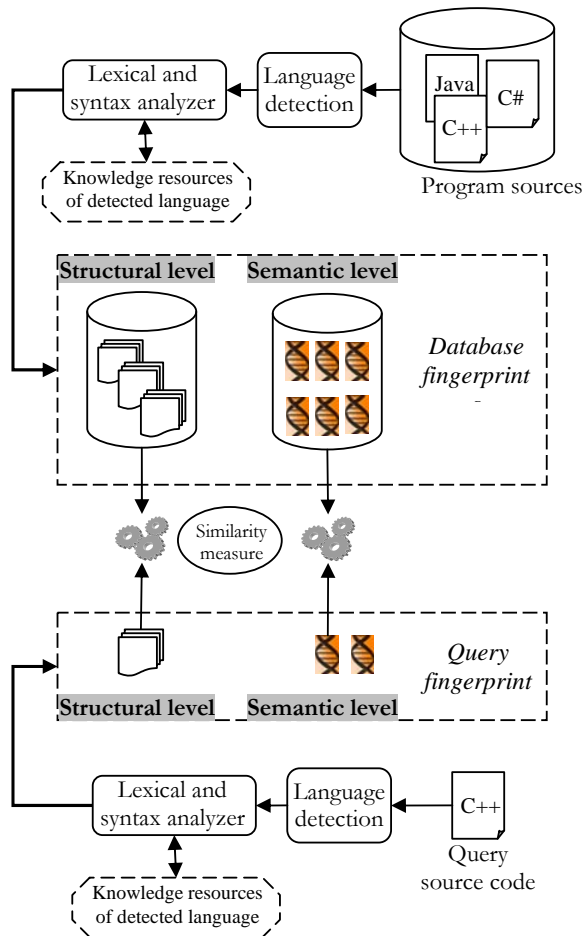 Lexical and
syntax analyzer
Language
detection
Java
C#
C++
Program sources
Knowledge resources
of detected language
Structural level
Semantic level
Database
fingerprint
Similarity
measure
Query
fingerprint
Structural level
Semantic level
Lexical and
syntax analyzer
Language
detection
C++
Query
source code
Knowledge resources
of detected language